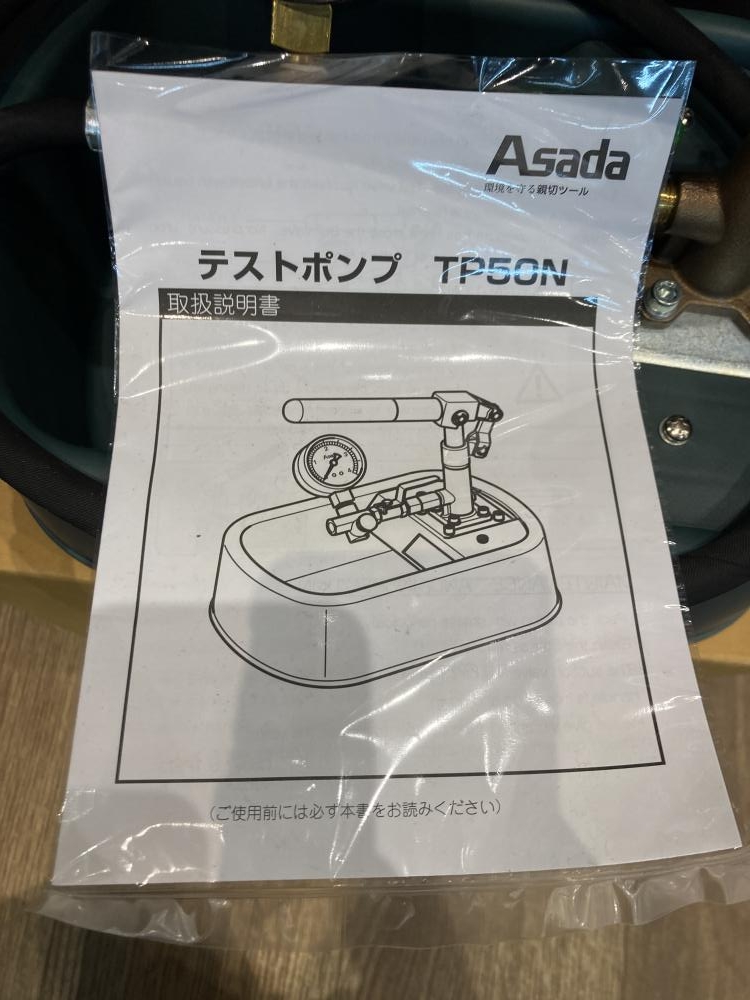 Asada
環境を守る親切ツール
テストポンプ TP50N
取扱説明書
(ご使用前には必ず本書をお読みください)